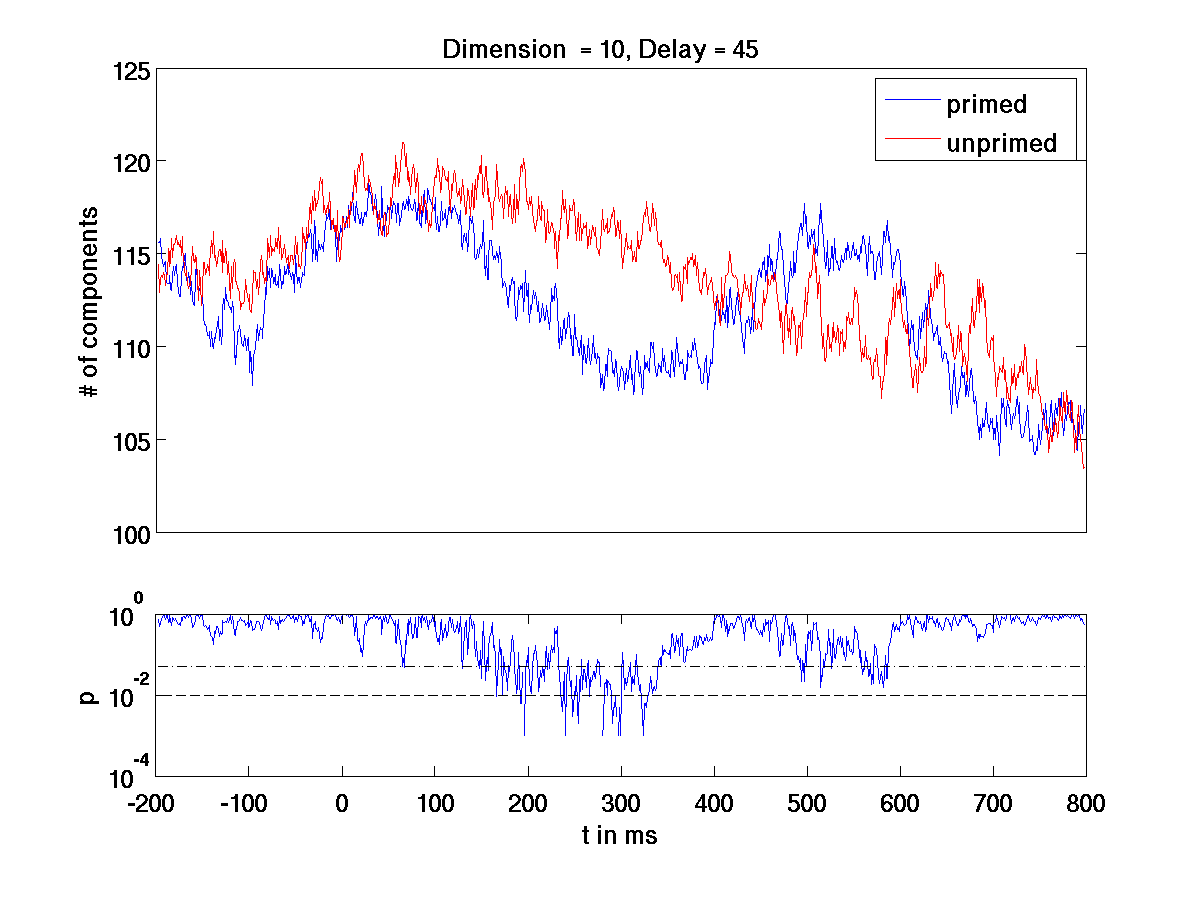 Dimension = 10, Delay = 45
125
120
115
110
105
100
# of components
primed
unprimed
10^0
10^-2
10^-4
p
-200 -100 0 100 200 300 400 500 600 700 800
t in ms